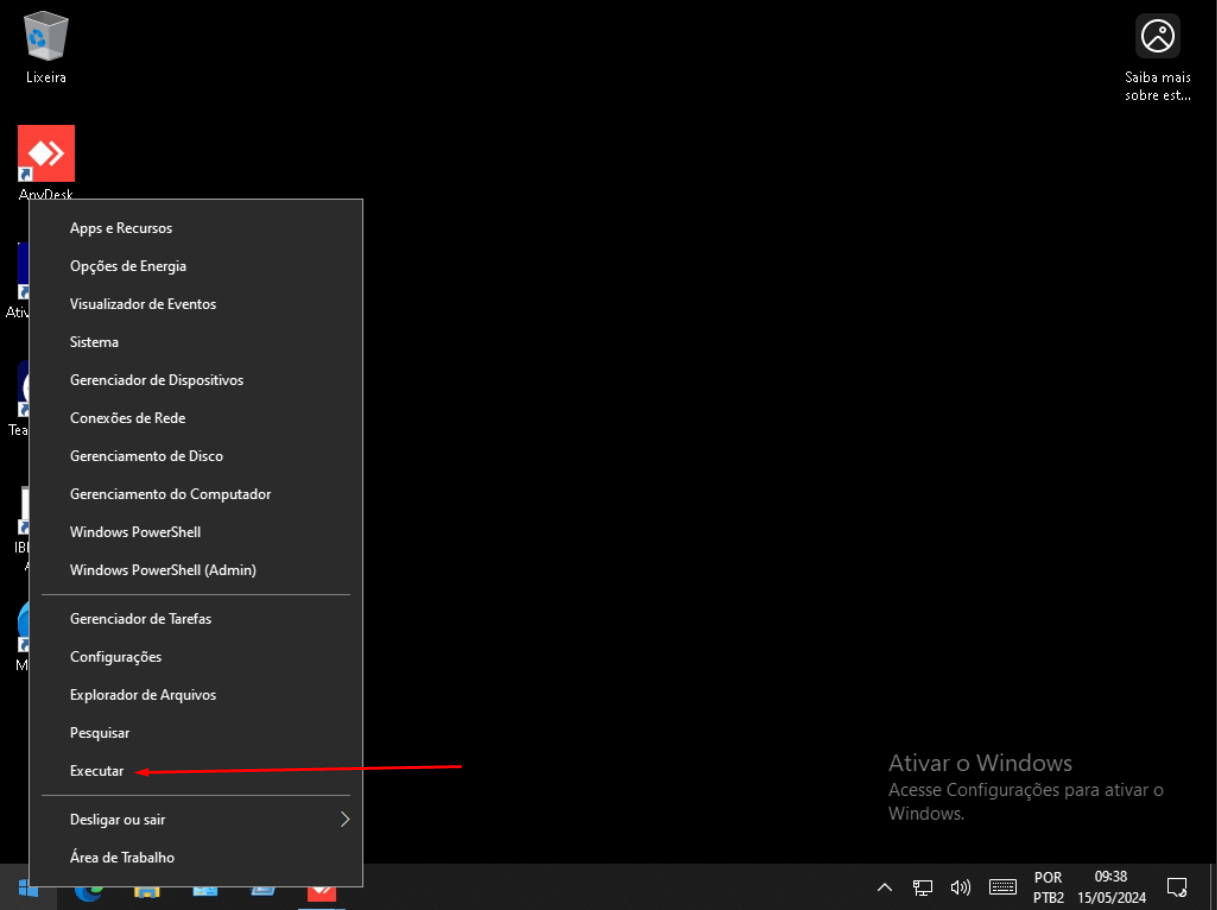 Lixeira
Saiba mais
sobre est...
AnyDesk
Apps e Recursos
Opções de Energia
Visualizador de Eventos
Sistema
Gerenciador de Dispositivos
Conexões de Rede
Gerenciamento de Disco
Gerenciamento do Computador
Windows PowerShell
Windows PowerShell (Admin)
Gerenciador de Tarefas
Configurações
Explorador de Arquivos
Pesquisar
Executar
Desligar ou sair
Área de Trabalho
Ativar o Windows
Acesse Configurações para ativar o
Windows.
POR
PTB2
09:38
15/05/2024